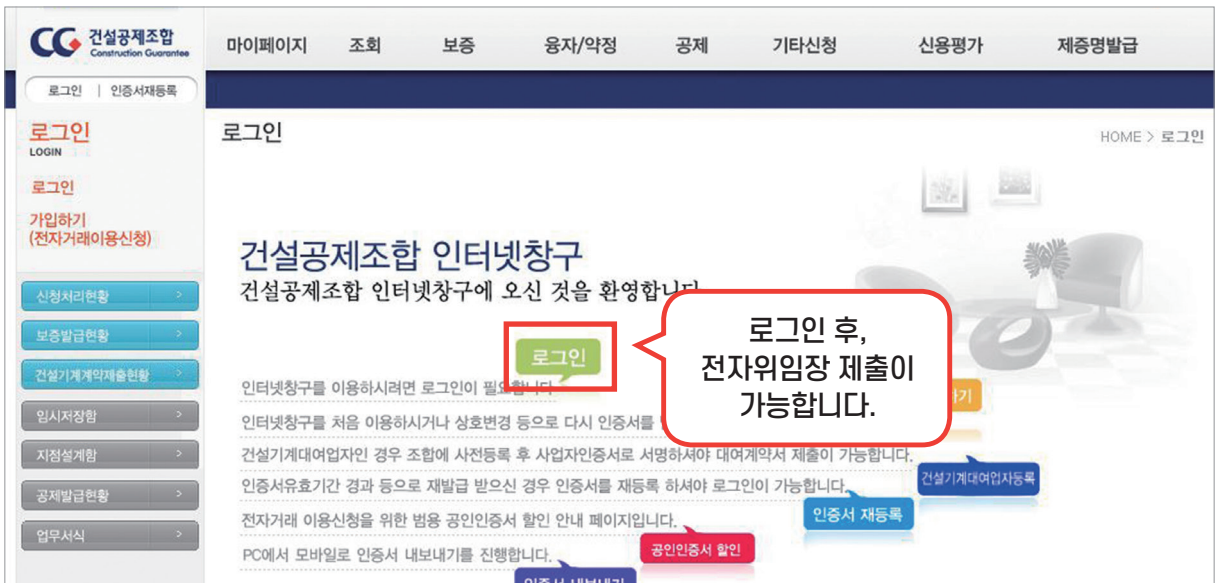 건설공제조합
Construction Guarantee
마이페이지 조회 보증 융자/약정 공제 기타신청 신용평가 제증명발급
로그인 | 인증서재등록
로그인
LOGIN
로그인
가입하기
(전자거래이용신청)
신청처리현황 >
보증발급현황 >
건설기계계약제출현황 >
임시저장함 >
지점설계함 >
공제발급현황 >
업무서식 >
로그인
HOME > 로그인
건설공제조합 인터넷창구
건설공제조합 인터넷창구에 오신 것을 환영합니다
로그인
로그인 후,
전자위임장 제출이
가능합니다.
인터넷창구를 이용하시려면 로그인이 필요합니다.
인터넷창구를 처음 이용하시거나 상호변경 등으로 다시 인증서를
건설기계대여업자인 경우 조합에 사전등록 후 사업자인증서로 서명하셔야 대여계약서 제출이 가능합니다.
건설기계대여업자등록
인증서유효기간 경과 등으로 재발급 받으신 경우 인증서를 재등록 하셔야 로그인이 가능합니다.
인증서 재등록
전자거래 이용신청을 위한 범용 공인인증서 할인 안내 페이지입니다.
공인인증서 할인
PC에서 모바일로 인증서 내보내기를 진행합니다.
인증서 내보내기